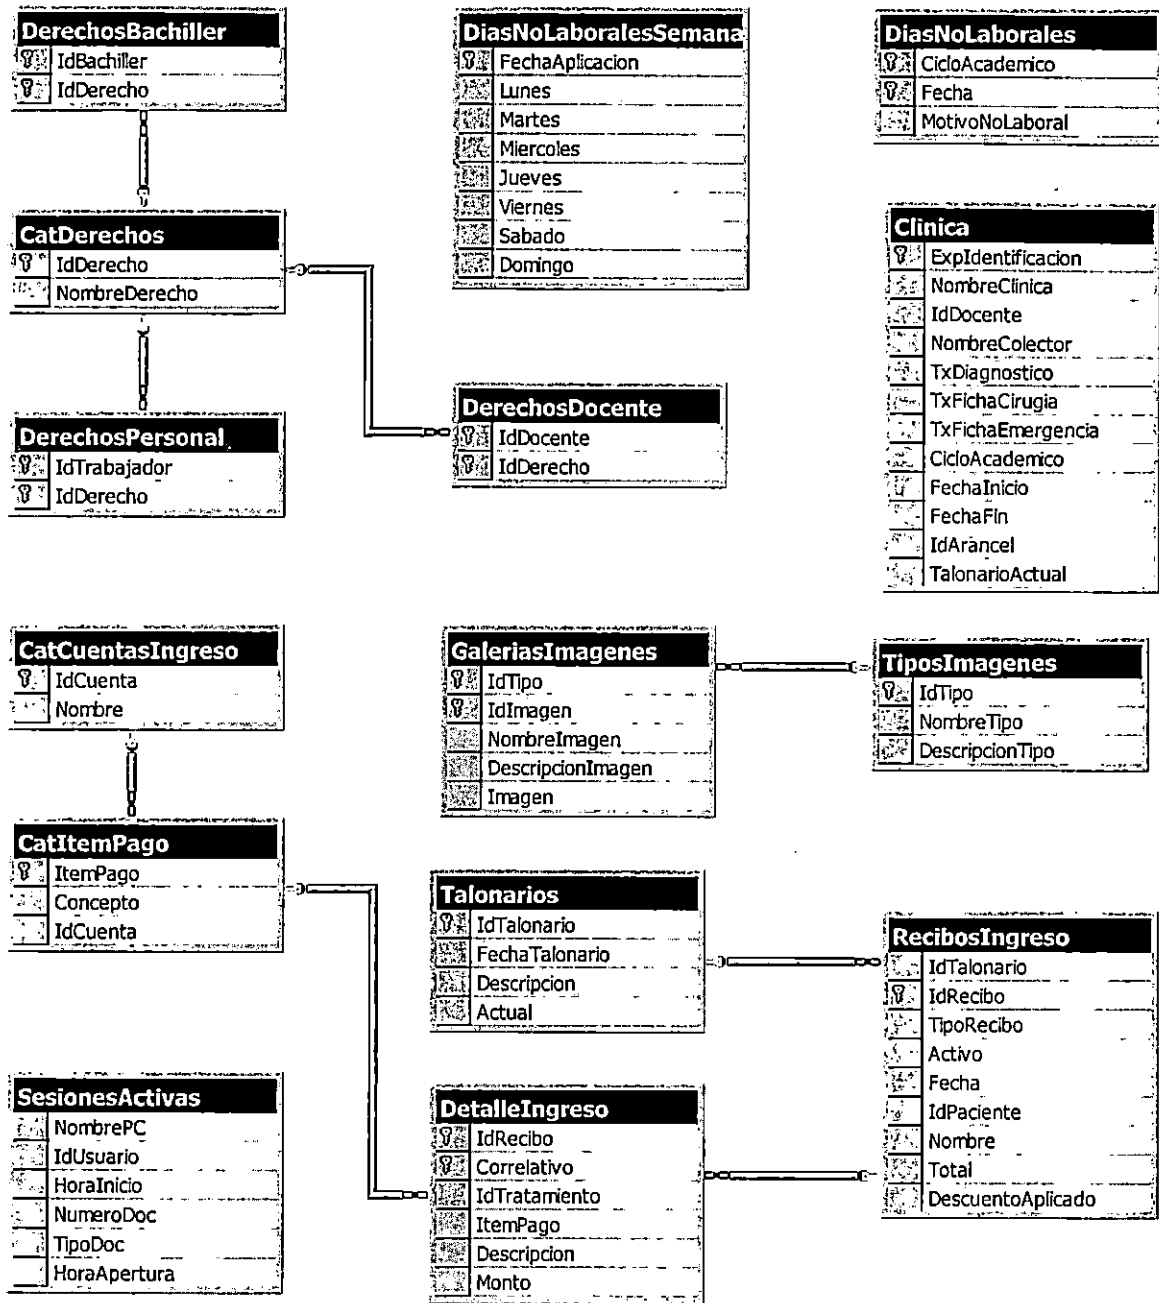 DerechosBachiller
IdBachiller
IdDerecho
DiasNoLaboralesSemana
FechaAplicacion
Lunes
Martes
Miercoles
Jueves
Viernes
Sabado
Domingo
DiasNoLaborales
CicloAcademico
Fecha
MotivoNoLaboral
CatDerechos
IdDerecho
NombreDerecho
Clinica
ExpIdentificacion
NombreClinica
IdDocente
NombreColector
TxDiagnostico
TxFichaCirugia
TxFichaEmergencia
CicloAcademico
FechaInicio
FechaFin
IdArancel
TalonarioActual
DerechosPersonal
IdTrabajador
IdDerecho
DerechosDocente
IdDocente
IdDerecho
CatCuentasIngreso
IdCuenta
Nombre
GaleriasImagenes
IdTipo
IdImagen
NombreImagen
DescripcionImagen
Imagen
TiposImagenes
IdTipo
NombreTipo
DescripcionTipo
CatItemPago
ItemPago
Concepto
IdCuenta
Talonarios
IdTalonario
FechaTalonario
Descripcion
Actual
RecibosIngreso
IdTalonario
IdRecibo
TipoRecibo
Activo
Fecha
IdPaciente
Nombre
Total
DescuentoAplicado
SesionesActivas
NombrePC
IdUsuario
HoraInicio
NumeroDoc
TipoDoc
HoraApertura
DetalleIngreso
IdRecibo
Correlativo
IdTratamiento
ItemPago
Descripcion
Monto